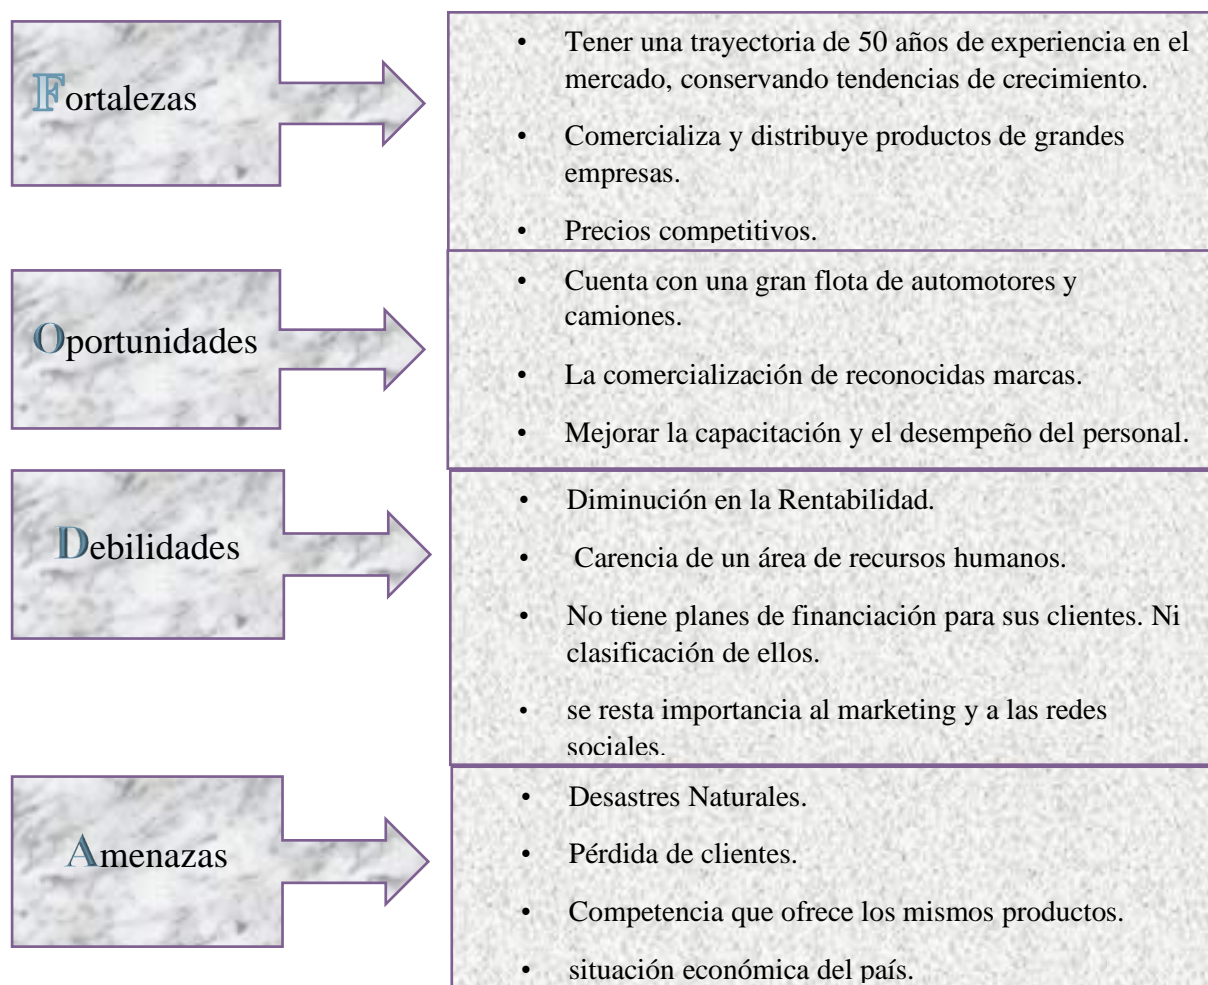 Fortalezas
• Tener una trayectoria de 50 años de experiencia en el
mercado, conservando tendencias de crecimiento.
• Comercializa y distribuye productos de grandes
empresas.
• Precios competitivos.
Oportunidades
• Cuenta con una gran flota de automotores y
camiones.
• La comercialización de reconocidas marcas.
• Mejorar la capacitación y el desempeño del personal.
Debilidades
• Diminución en la Rentabilidad.
• Carencia de un área de recursos humanos.
• No tiene planes de financiación para sus clientes. Ni
clasificación de ellos.
• se resta importancia al marketing y a las redes
sociales.
Amenazas
• Desastres Naturales.
• Pérdida de clientes.
• Competencia que ofrece los mismos productos.
• situación económica del país.